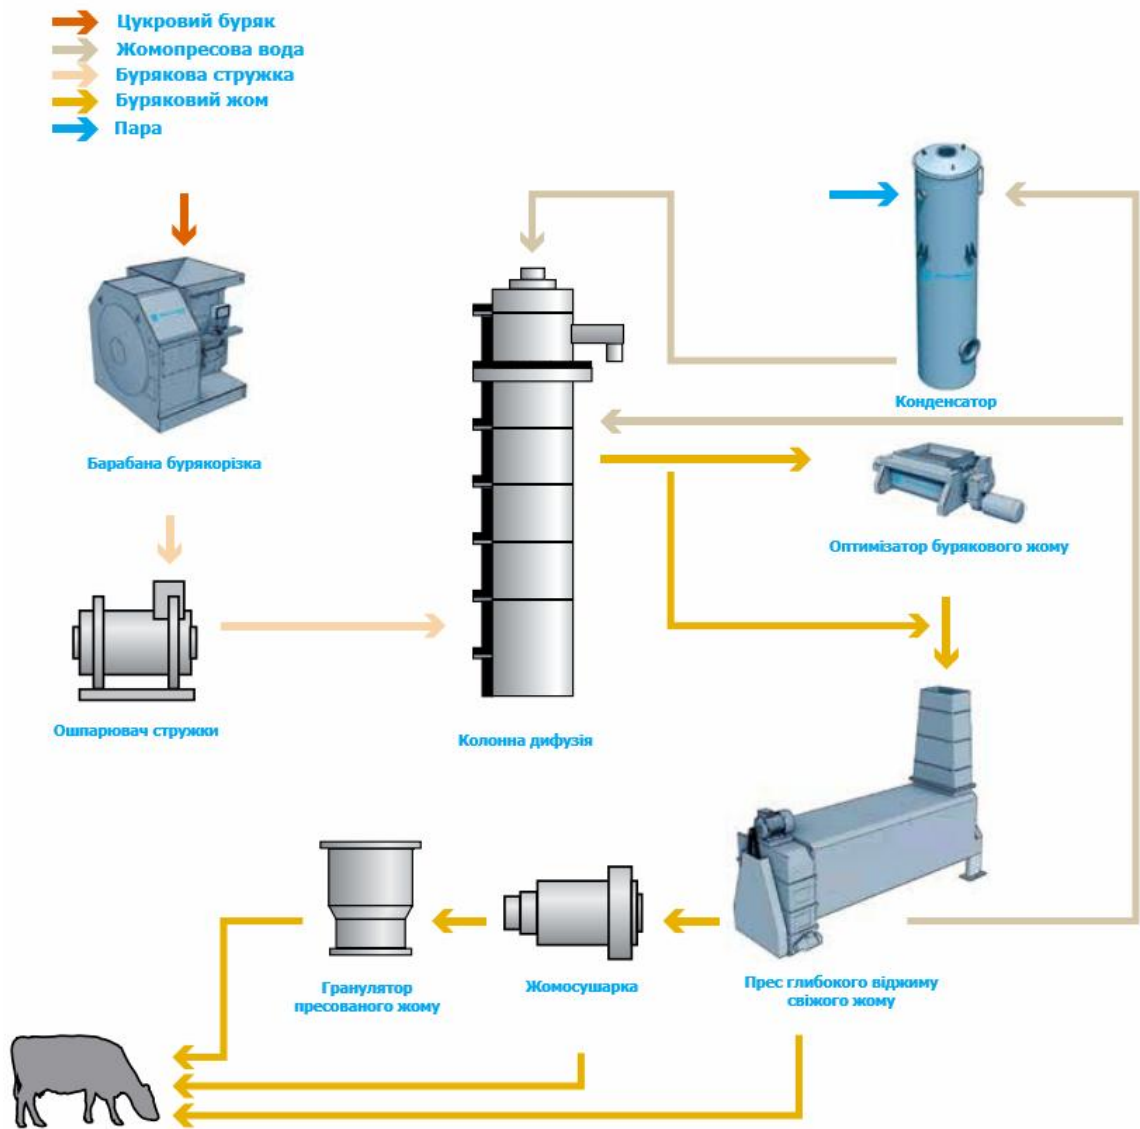 Цукровий буряк
Жомопресова вода
Бурякова стружка
Буряковий жом
Пара
Конденсатор
Барабана бурякорізка
Оптимізатор бурякового жому
Ошпарювач стружки
Колонна дифузія
Гранулятор
пресованого жому
Жомосушарка
Прес глибокого віджиму
свіжого жому